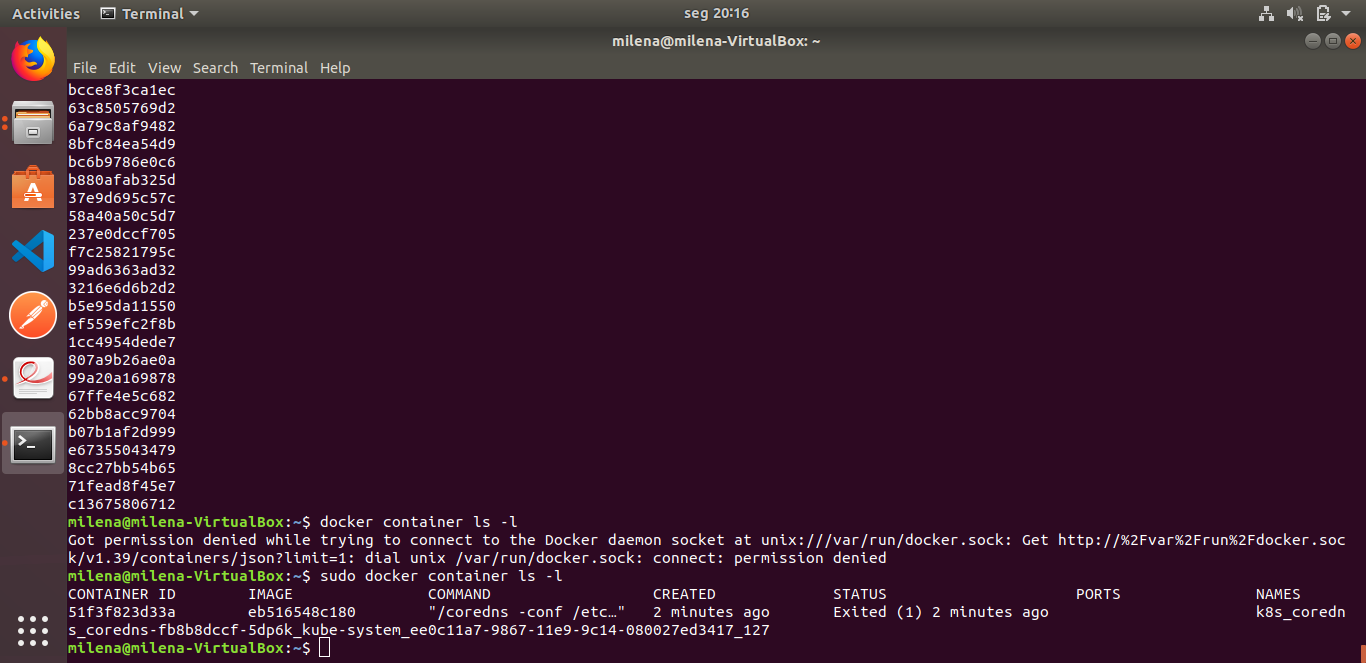 Activities Terminal seg 20:16
milena@milena-VirtualBox: ~
File Edit View Search Terminal Help
bcce8f3ca1ec
63c8505769d2
6a79c8af9482
8bfc84ea54d9
bc6b9786e0c6
b880afab325d
37e9d695c57c
58a40a50c5d7
237e0dccf705
f7c25821795c
99ad6363ad32
3216e6d6b2d2
b5e95da11550
ef559efc2f8b
1cc4954dede7
807a9b26ae0a
99a20a169878
67ffe4e5c682
62bb8acc9704
b07b1af2d999
e67355043479
8cc27bb54b65
71fead8f45e7
c13675806712
milena@milena-VirtualBox:~$ docker container ls -l
Got permission denied while trying to connect to the Docker daemon socket at unix:///var/run/docker.sock: Get http://%2Fvar%2Frun%2Fdocker.soc
k/v1.39/containers/json?limit=1: dial unix /var/run/docker.sock: connect: permission denied
milena@milena-VirtualBox:~$ sudo docker container ls -l
CONTAINER ID IMAGE COMMAND CREATED STATUS PORTS NAMES
51f3f823d33a eb516548c180 "/coredns -conf /etc…" 2 minutes ago Exited (1) 2 minutes ago k8s_coredn
s_coredns-fb8b8dccf-5dp6k_kube-system_ee0c11a7-9867-11e9-9c14-080027ed3417_127
milena@milena-VirtualBox:~$